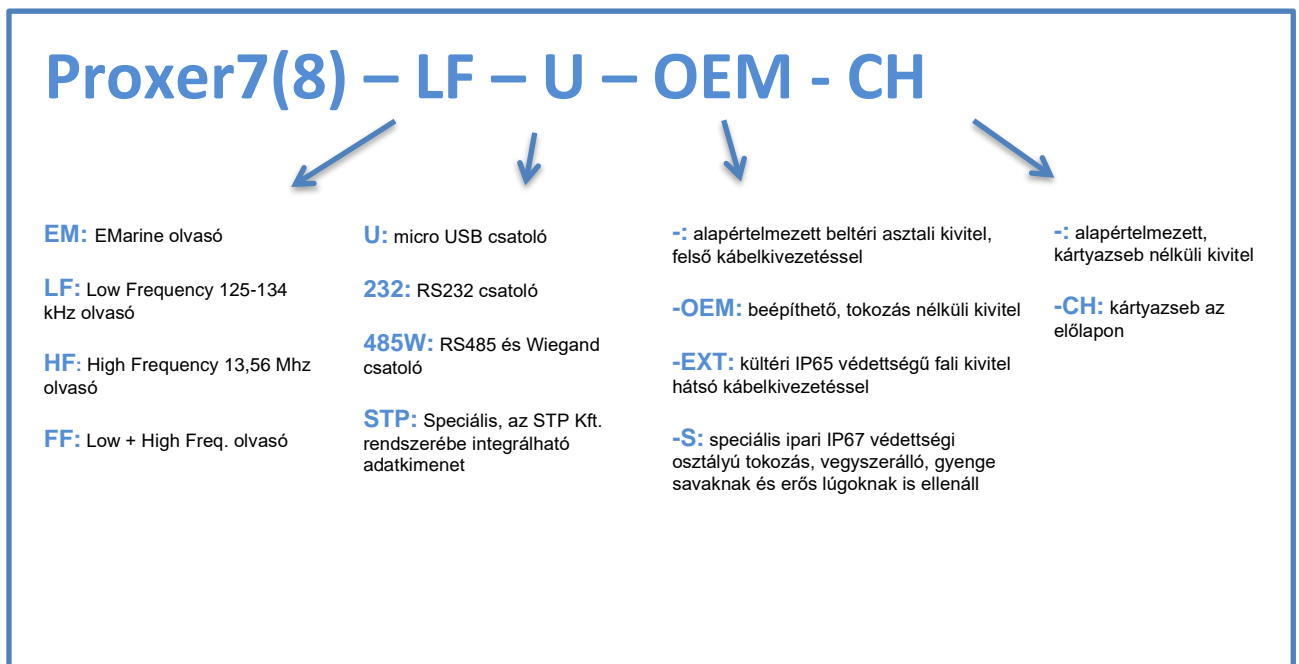 Proxer7(8) – LF – U – OEM - CH
EM: EMarine olvasó
LF: Low Frequency 125-134
kHz olvasó
HF: High Frequency 13,56 Mhz
olvasó
FF: Low + High Freq. olvasó
U: micro USB csatoló
232: RS232 csatoló
485W: RS485 és Wiegand
csatoló
STP: Speciális, az STP Kft.
rendszerébe integrálható
adatkimenet
-: alapértelmezett beltéri asztali kivitel,
felső kábelkivezetéssel
-OEM: beépíthető, tokozás nélküli kivitel
-EXT: kültéri IP65 védettségű fali kivitel
hátsó kábelkivezetéssel
-S: speciális ipari IP67 védettségi
osztályú tokozás, vegyszerálló, gyenge
savaknak és erős lúgoknak is ellenáll
-: alapértelmezett,
kártyazseb nélküli kivitel
-CH: kártyazseb az
előlapon